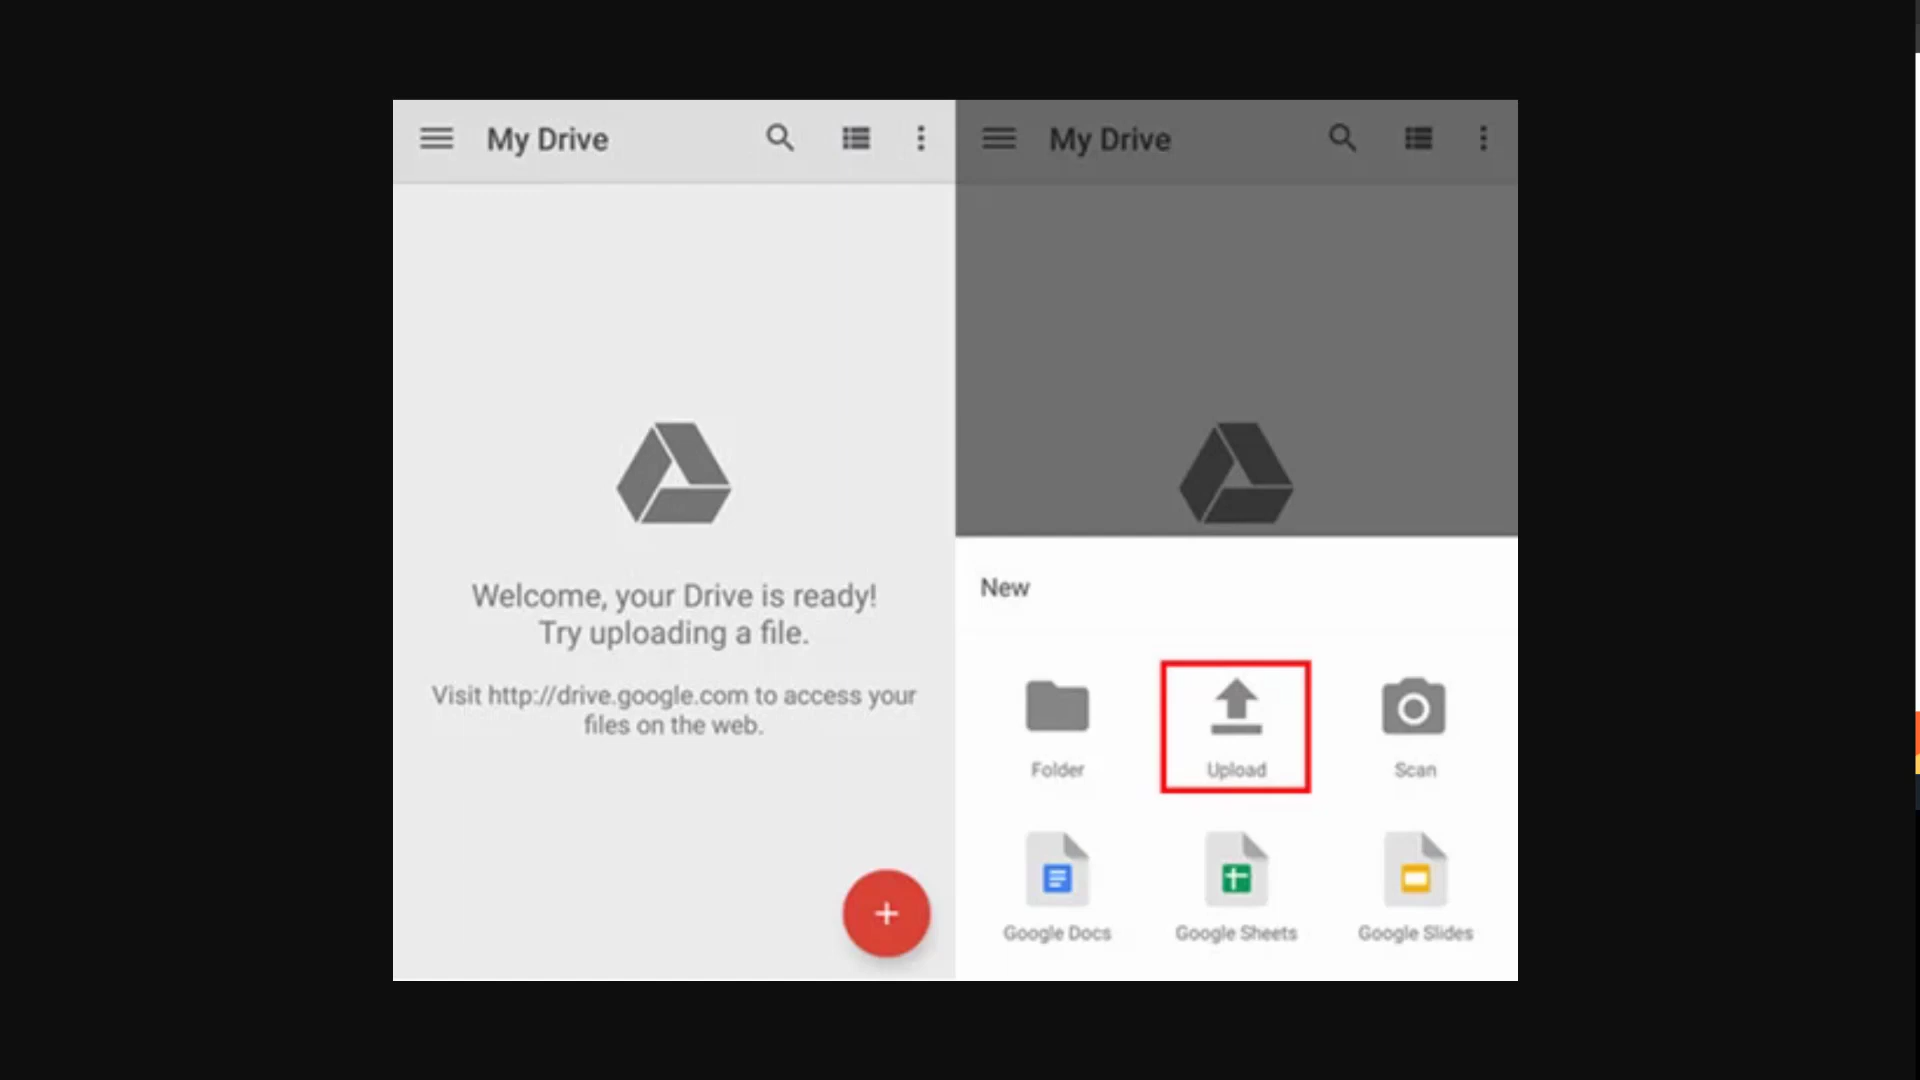 My Drive
Welcome, your Drive is ready!
Try uploading a file.
Visit http://drive.google.com to access your
files on the web.
My Drive
New
Folder
Upload
Scan
Google Docs
Google Sheets
Google Slides